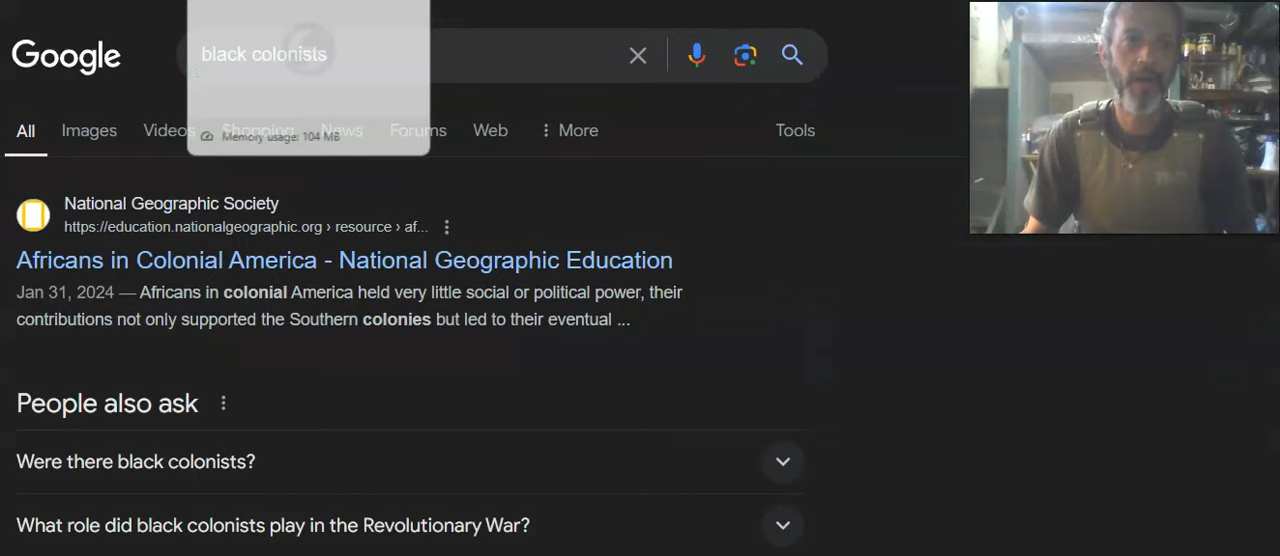 Google
black colonists
All Images Videos Shopping News Forums Web More Tools
Memory usage: 104 MB
National Geographic Society
https://education.nationalgeographic.org › resource › af...
Africans in Colonial America - National Geographic Education
Jan 31, 2024 — Africans in colonial America held very little social or political power, their
contributions not only supported the Southern colonies but led to their eventual ...
People also ask
Were there black colonists?
What role did black colonists play in the Revolutionary War?